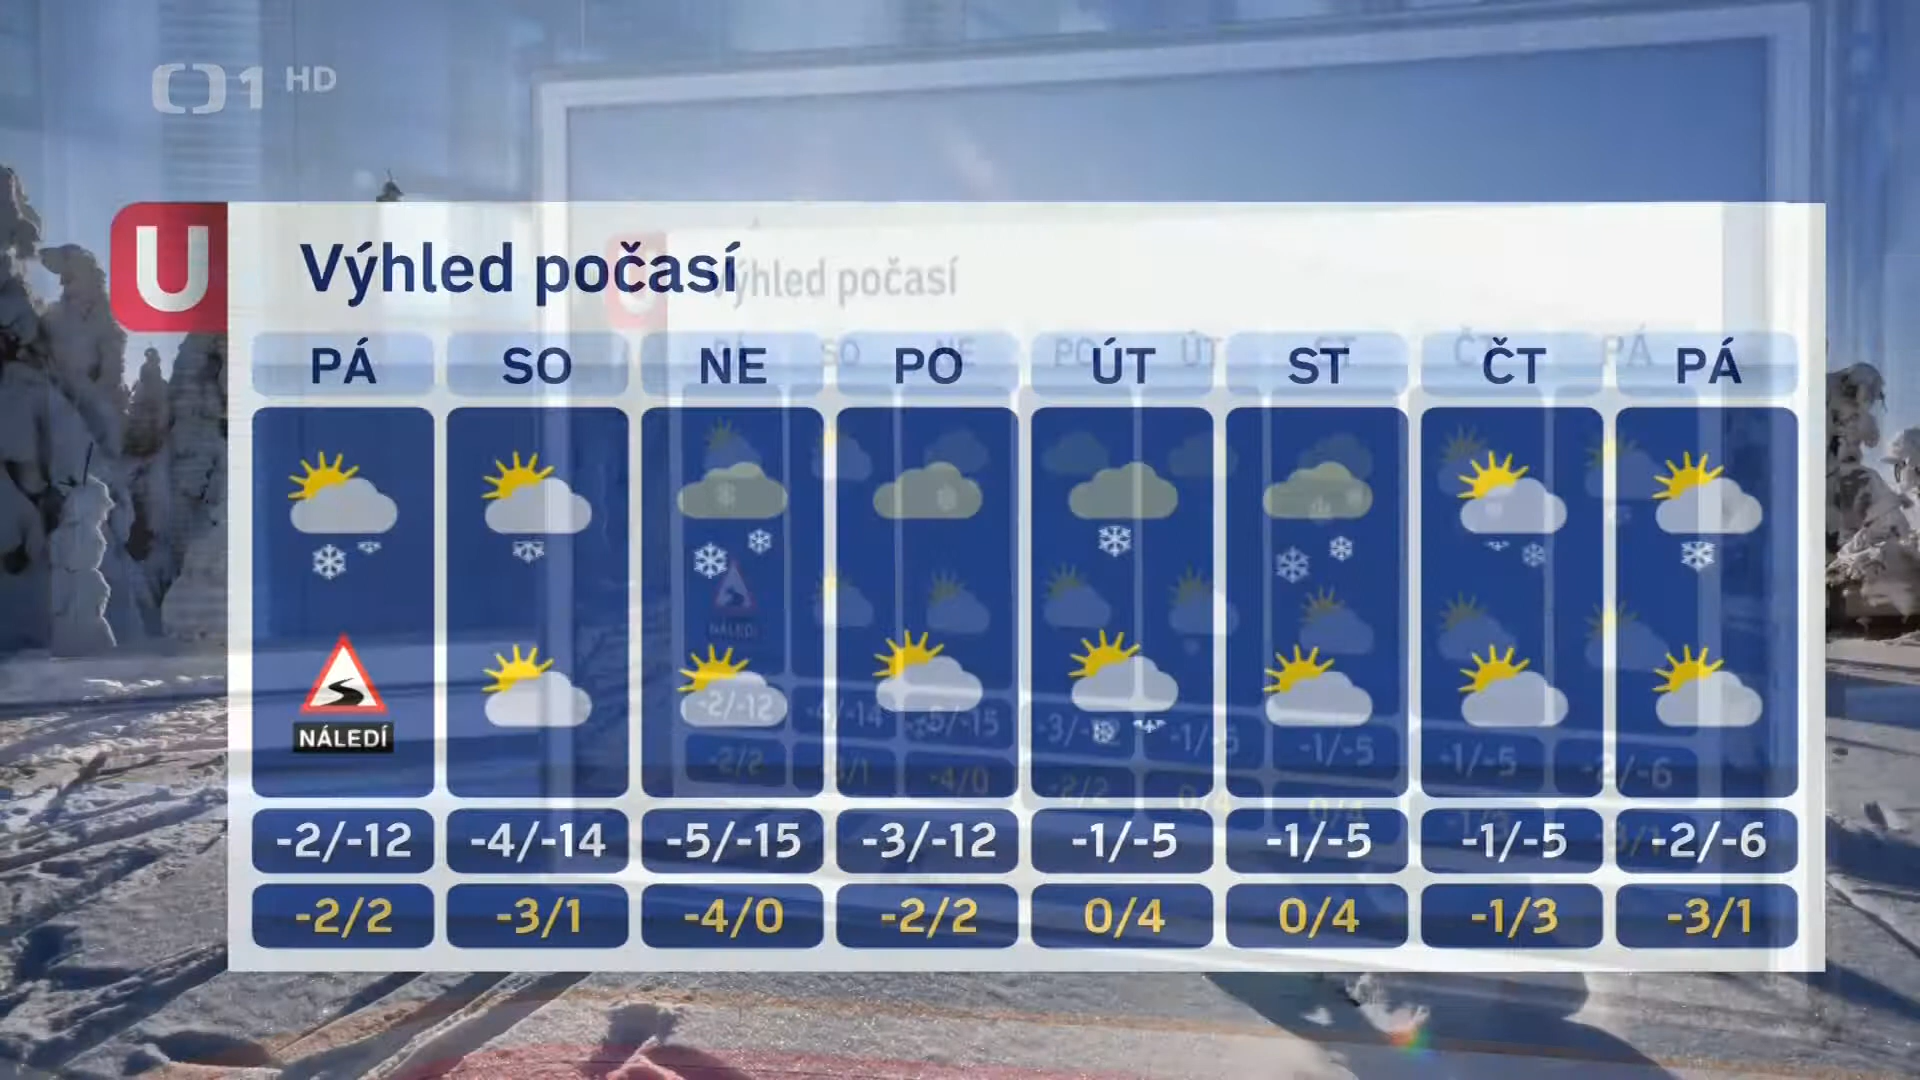 1 HD
U Výhled počasí
Výhled počasí
PÁ SO NE PO ÚT ST ČT PÁ
NÁLEDÍ
-2/-12 -4/-14 -5/-15 -3/-12 -1/-5 -1/-5 -1/-5 -2/-6
-2/2 -3/1 -4/0 -2/2 0/4 0/4 -1/3 -3/1